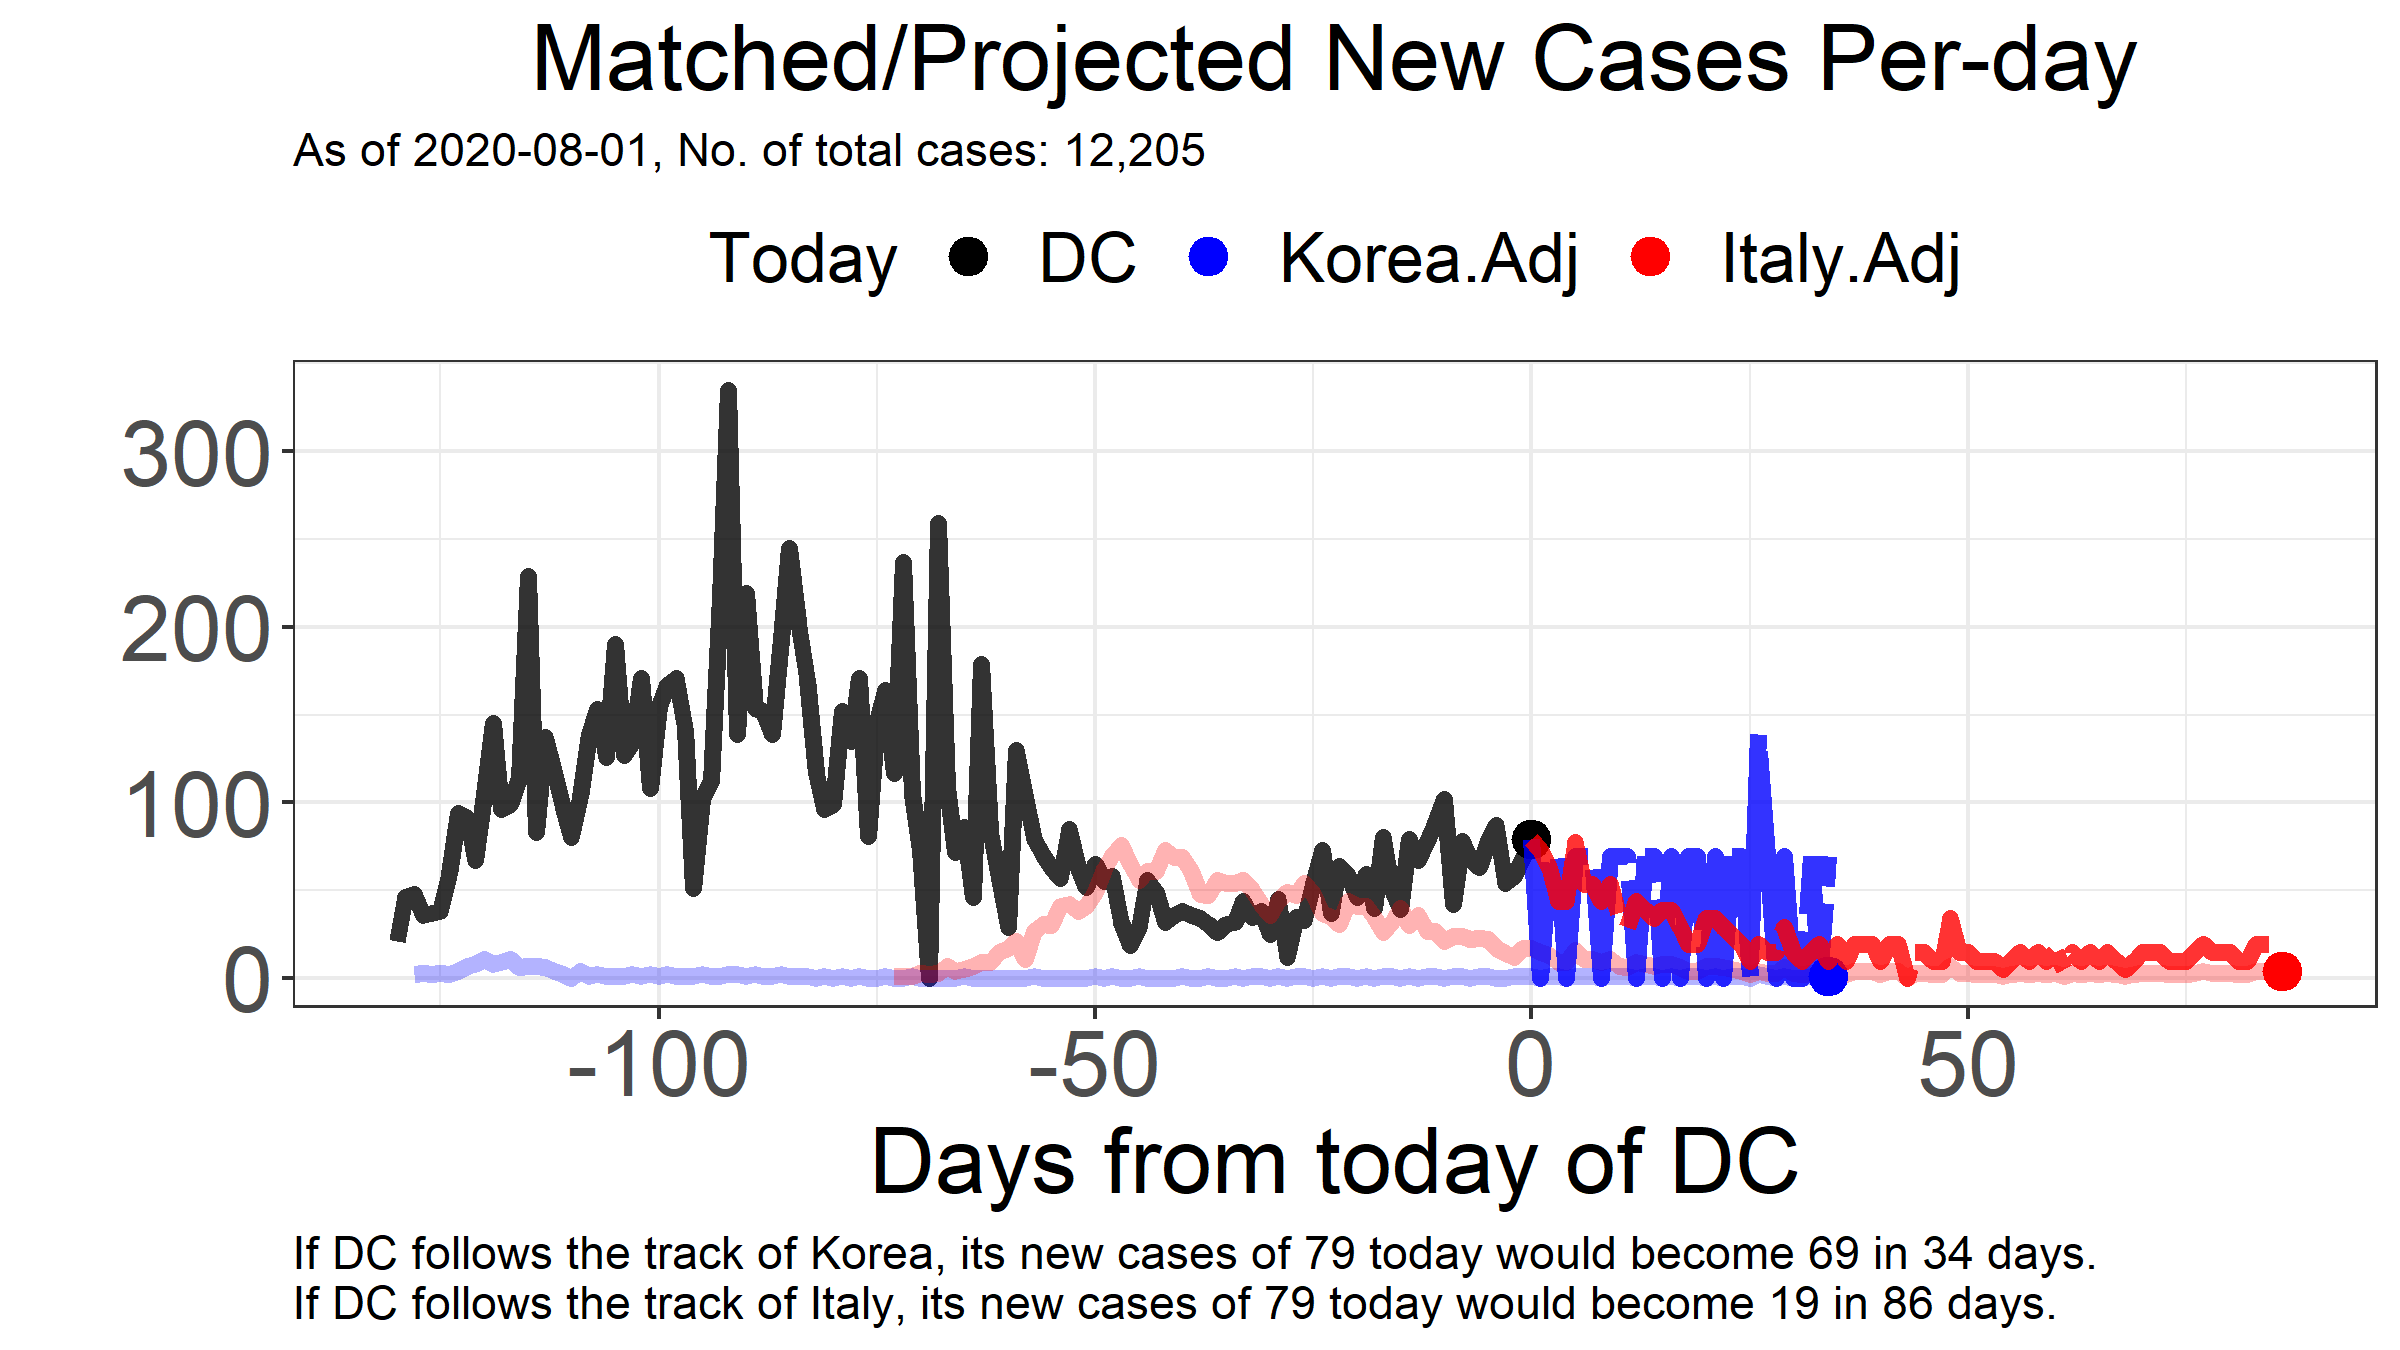 Matched/Projected New Cases Per-day
As of 2020-08-01, No. of total cases: 12,205
Today DC Korea.Adj Italy.Adj
300
200
100
0
-100 -50 0 50
Days from today of DC
If DC follows the track of Korea, its new cases of 79 today would become 69 in 34 days.
If DC follows the track of Italy, its new cases of 79 today would become 19 in 86 days.